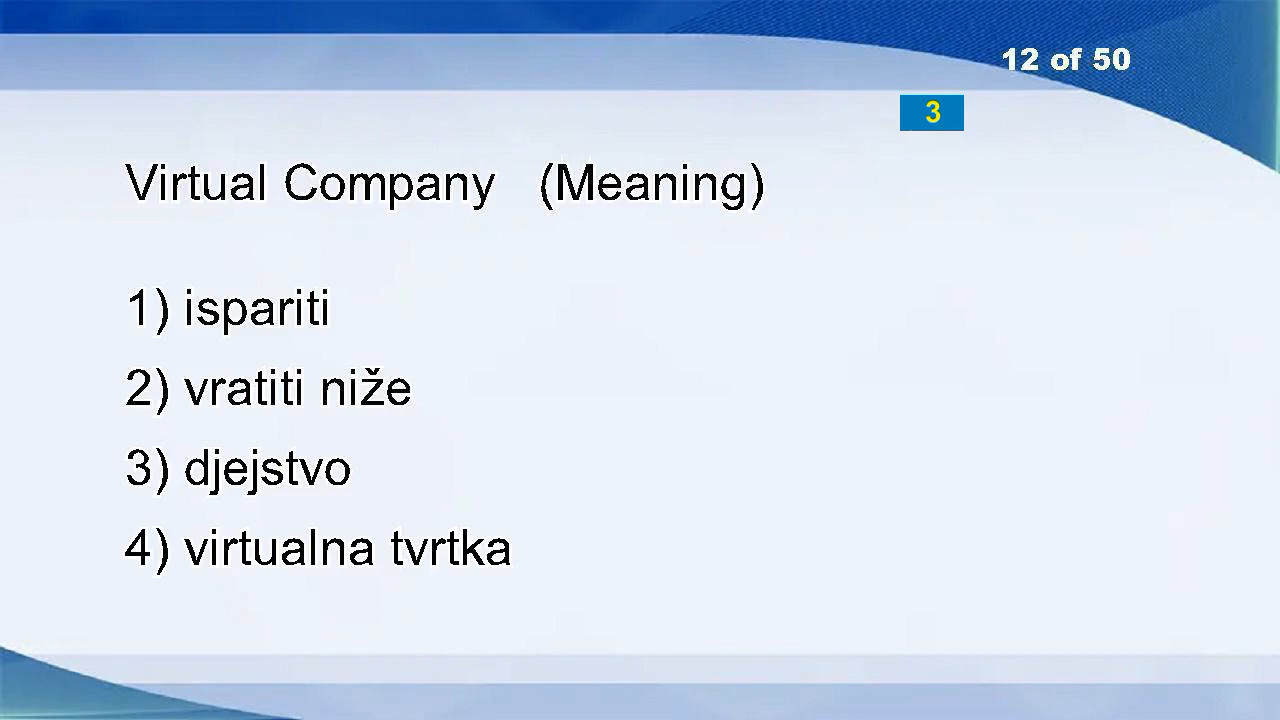 12 of 50
3
Virtual Company (Meaning)
1) ispariti
2) vratiti niže
3) djejstvo
4) virtualna tvrtka